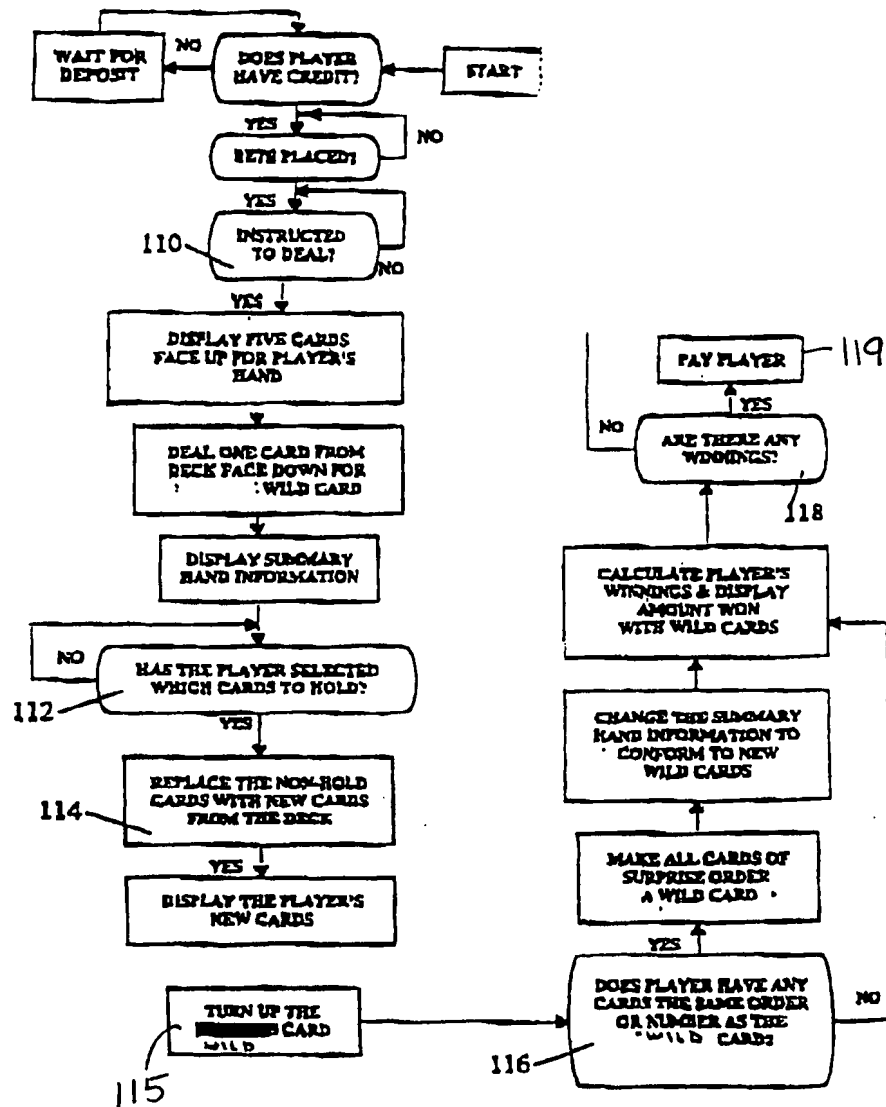 NO
WAIT FOR
DEPOSIT
DOES PLAYER
HAVE CREDIT?
START
YES
NO
BETS PLACED?
YES
110
INSTRUCTED
TO DEAL?
NO
YES
DISPLAY FIVE CARDS
FACE UP FOR PLAYER'S
HAND
DEAL ONE CARD FROM
DECK FACE DOWN FOR
WILD CARD
DISPLAY SUMMARY
HAND INFORMATION
NO
HAS THE PLAYER SELECTED
WHICH CARDS TO HOLD?
112
YES
REPLACE THE NON-HOLD
CARDS WITH NEW CARDS
FROM THE DECK
114
YES
DISPLAY THE PLAYER'S
NEW CARDS
TURN UP THE
CARD
WILD
115
DOES PLAYER HAVE ANY
CARDS THE SAME ORDER
OR NUMBER AS THE
WILD CARD?
116
NO
YES
MAKE ALL CARDS OF
SURPRISE ORDER
A WILD CARD
CHANGE THE SUMMARY
HAND INFORMATION TO
CONFORM TO NEW
WILD CARDS
CALCULATE PLAYER'S
WINNINGS & DISPLAY
AMOUNT WON
WITH WILD CARDS
118
ARE THERE ANY
WINNINGS?
NO
YES
PAY PLAYER
119